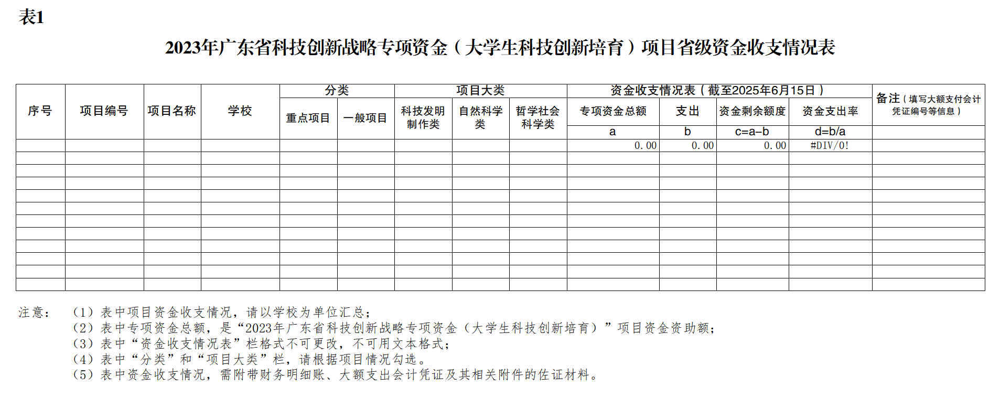 表1
2023年广东省科技创新战略专项资金（大学生科技创新培育）项目省级资金收支情况表
序号 项目编号 项目名称 学校 分类 项目大类 资金收支情况表（截至2025年6月15日） 备注（填写大额支付会计凭证编号等信息）
重点项目 一般项目 科技发明制作类 自然科学类 哲学社会科学类 专项资金总额 支出 资金剩余额度 资金支出率
a b c=a-b d=b/a
0.00 0.00 0.00 #DIV/0!
注意： （1）表中项目资金收支情况，请以学校为单位汇总；
（2）表中专项资金总额，是“2023年广东省科技创新战略专项资金（大学生科技创新培育）”项目资金资助额；
（3）表中“资金收支情况表”栏格式不可更改，不可用文本格式；
（4）表中“分类”和“项目大类”栏，请根据项目情况勾选。
（5）表中资金收支情况，需附带财务明细账、大额支出会计凭证及其相关附件的佐证材料。